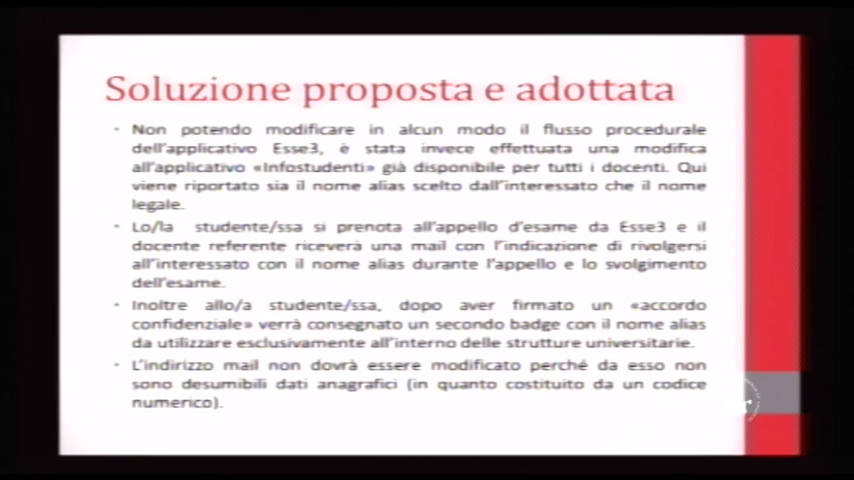 Soluzione proposta e adottata
• Non potendo modificare in alcun modo il flusso procedurale
dell'applicativo Esse3, è stata invece effettuata una modifica
all'applicativo «Infostudenti» già disponibile per tutti i docenti. Qui
viene riportato sia il nome alias scelto dall'interessato che il nome
legale.
• Lo/la studente/ssa si prenota all'appello d'esame da Esse3 e il
docente referente riceverà una mail con l'indicazione di rivolgersi
all'interessato con il nome alias durante l'appello e lo svolgimento
dell'esame.
• Inoltre allo/a studente/ssa, dopo aver firmato un «accordo
confidenziale» verrà consegnato un secondo badge con il nome alias
da utilizzare esclusivamente all'interno delle strutture universitarie.
• L'indirizzo mail non dovrà essere modificato perché da esso non
sono desumibili dati anagrafici (in quanto costituito da un codice
numerico).